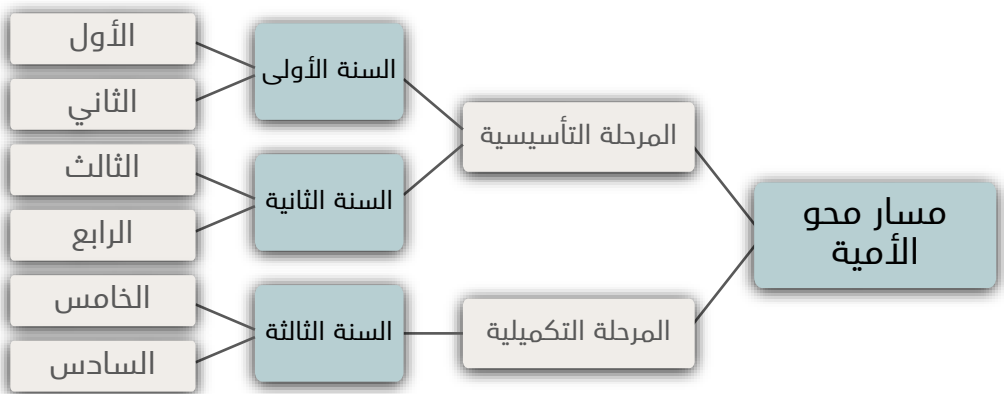 مسار محو
الأمية
المرحلة التأسيسية
السنة الأولى
الأول
الثاني
السنة الثانية
الثالث
الرابع
المرحلة التكميلية
السنة الثالثة
الخامس
السادس